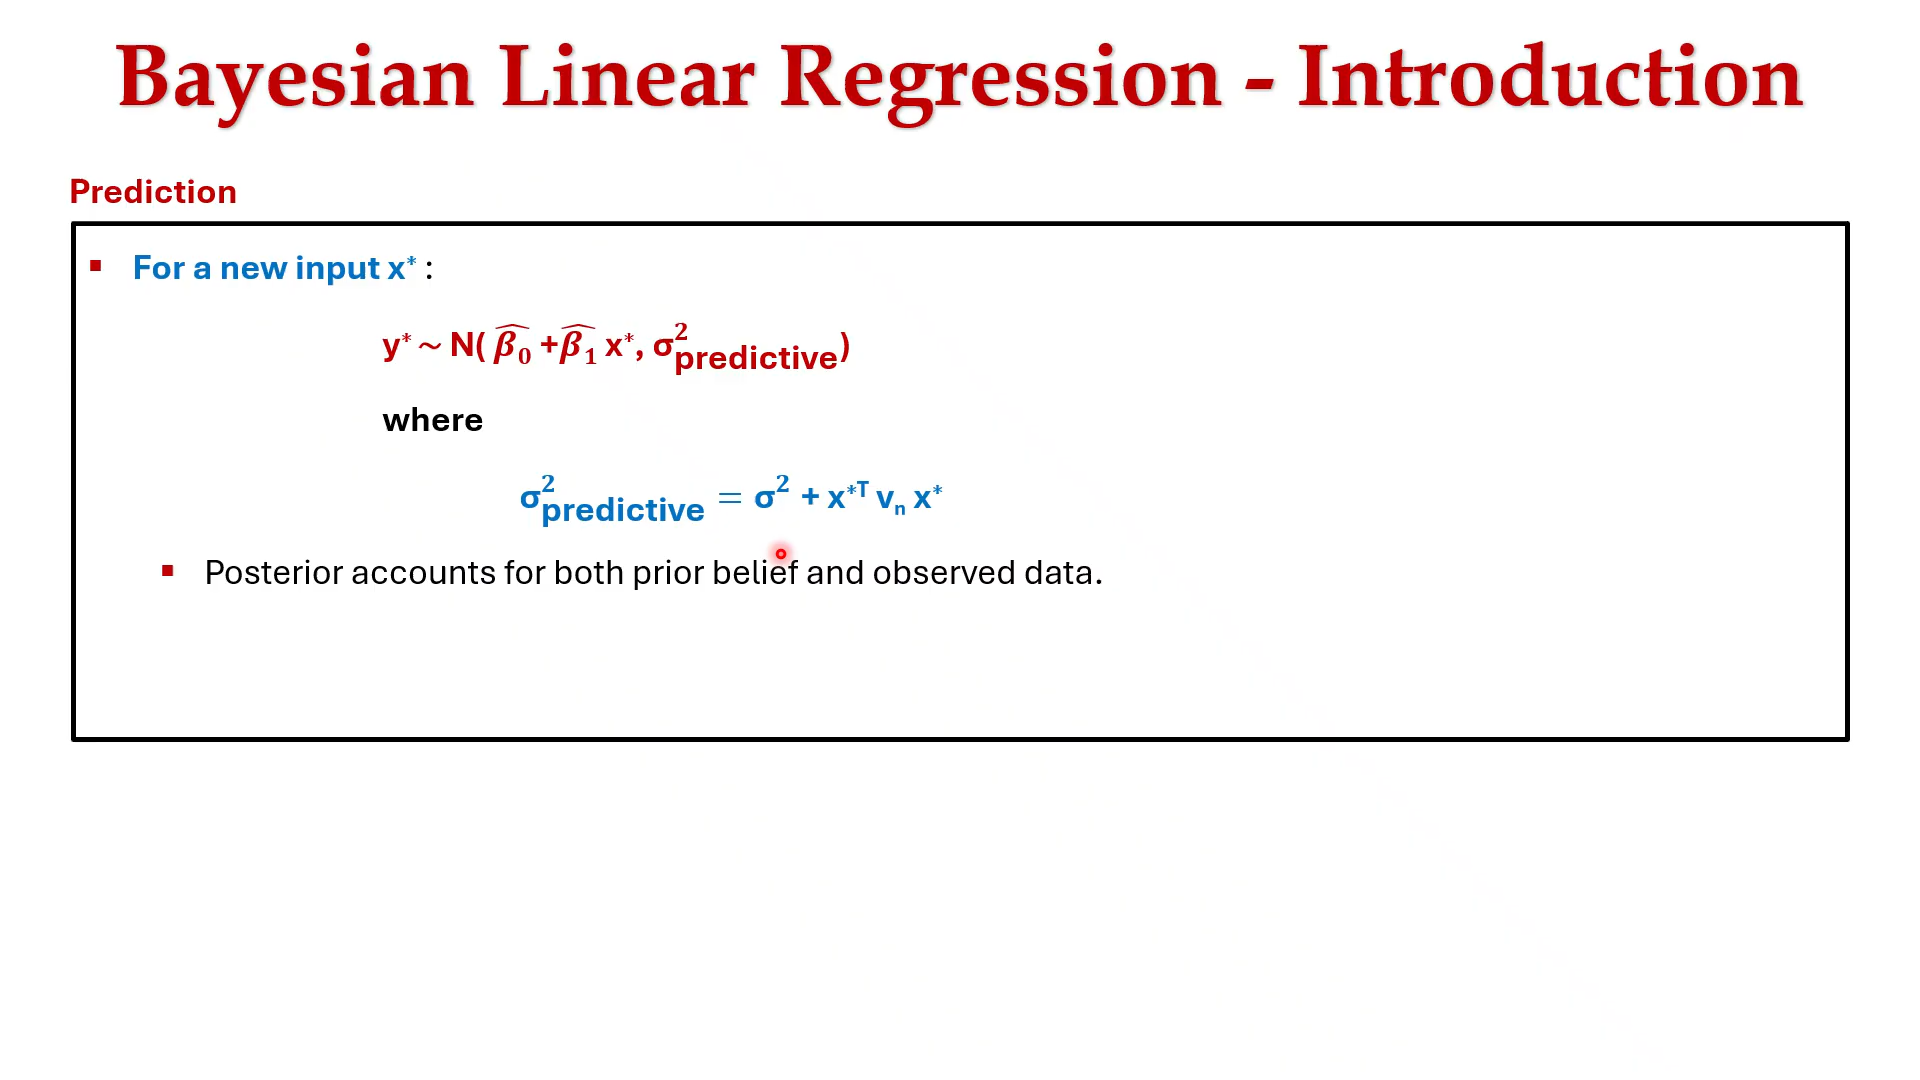 Bayesian Linear Regression - Introduction
Prediction
▪ For a new input x* :
y* ~ N( β̂₀ + β̂₁ x*, σ²predictive)
where
σ²predictive = σ² + x*ᵀ vₙ x*
▪ Posterior accounts for both prior belief and observed data.